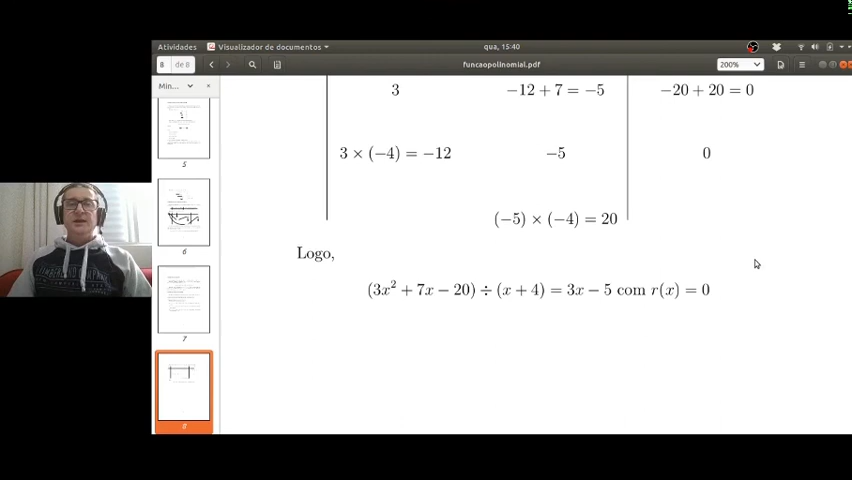 Atividades Visualizador de documentos qua, 15:40
8 de 8 funcaopolinomial.pdf 200%
Min...
5
6
7
8
3 −12 + 7 = −5 −20 + 20 = 0
3 × (−4) = −12 −5 0
(−5) × (−4) = 20
Logo,
(3x² + 7x − 20) ÷ (x + 4) = 3x − 5 com r(x) = 0